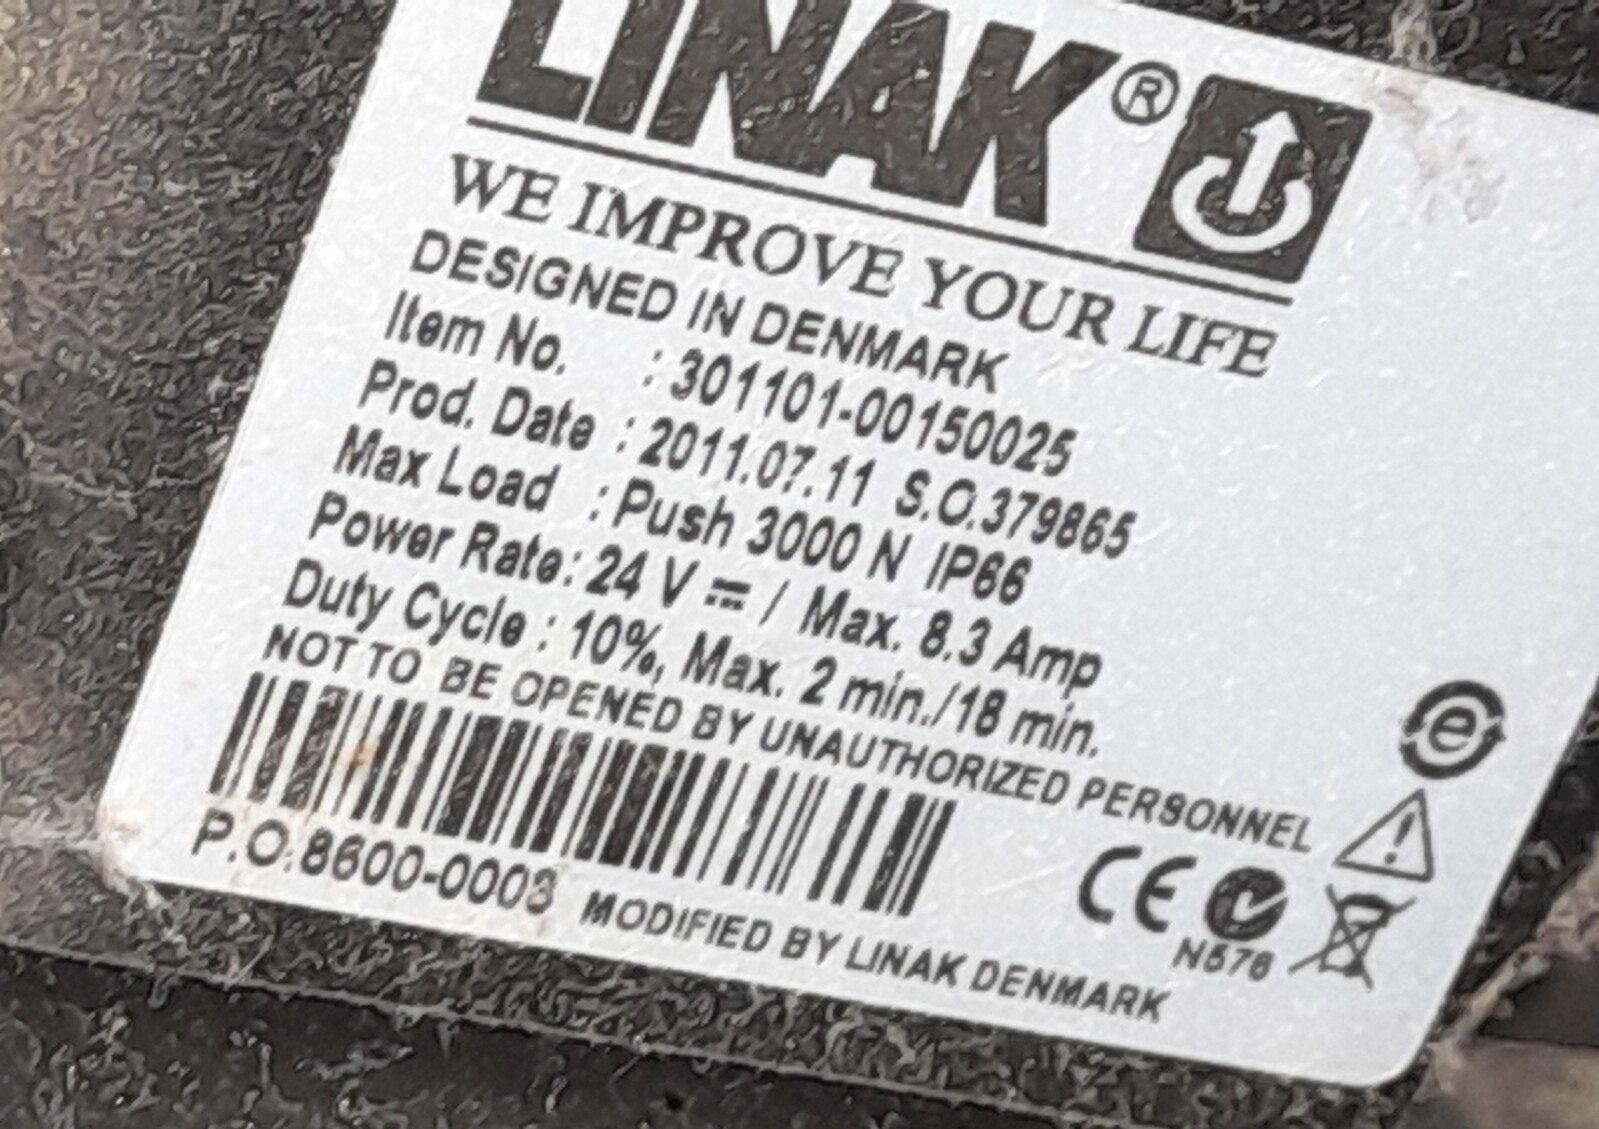 LINAK®
WE IMPROVE YOUR LIFE
DESIGNED IN DENMARK
Item No. : 301101-00150025
Prod. Date : 2011.07.11 S.O.379865
Max Load : Push 3000 N IP66
Power Rate: 24 V ⎓ / Max. 8.3 Amp
Duty Cycle : 10%, Max. 2 min./18 min.
NOT TO BE OPENED BY UNAUTHORIZED PERSONNEL
e
CE
N576
P.O.8600-0003 MODIFIED BY LINAK DENMARK